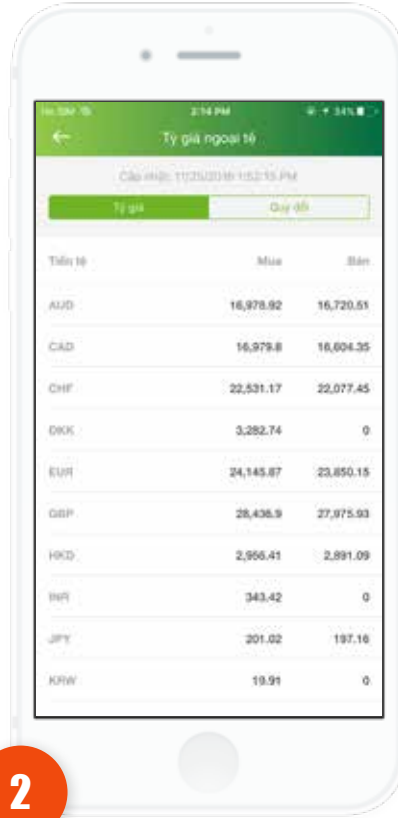 No SIM 2:14 PM 34%
Tỷ giá ngoại tệ
Cập nhật: 11/25/2016 1:52:15 PM
Tỷ giá Quy đổi
Tiền tệ Mua Bán
AUD 16,978.92 16,720.51
CAD 16,979.8 16,604.35
CHF 22,531.17 22,077.45
DKK 3,282.74 0
EUR 24,145.87 23,850.15
GBP 28,436.9 27,975.93
HKD 2,956.41 2,891.09
INR 343.42 0
JPY 201.02 197.16
KRW 19.91 0
2